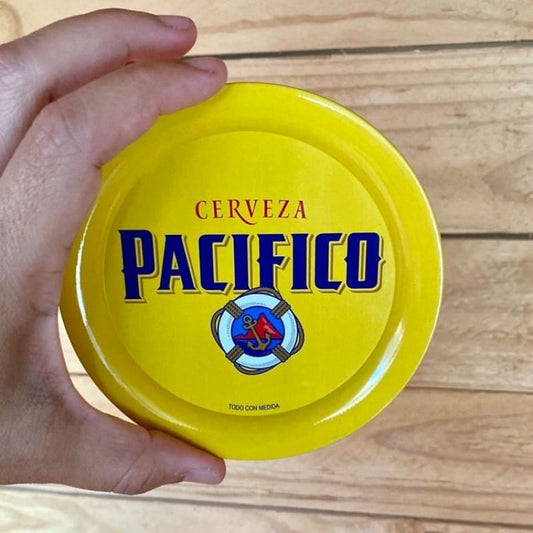 CERVEZA
PACIFICO
TODO CON MEDIDA